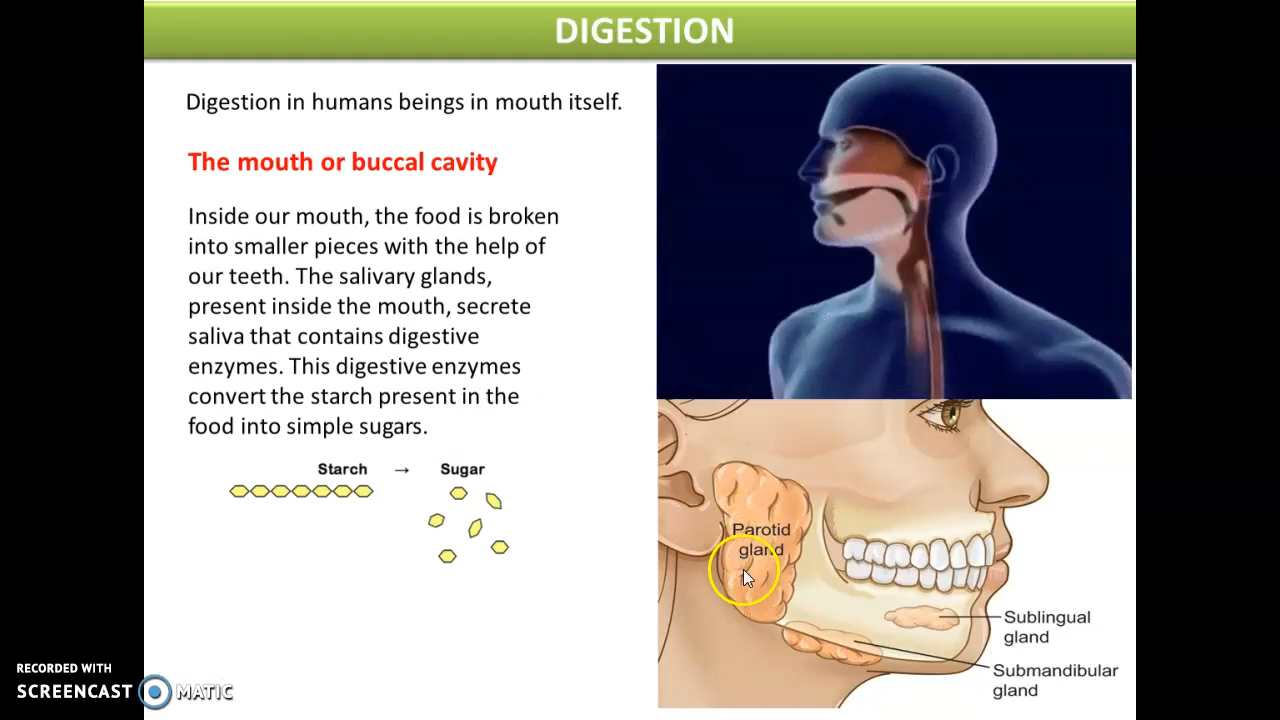 DIGESTION
Digestion in humans beings in mouth itself.
The mouth or buccal cavity
Inside our mouth, the food is broken
into smaller pieces with the help of
our teeth. The salivary glands,
present inside the mouth, secrete
saliva that contains digestive
enzymes. This digestive enzymes
convert the starch present in the
food into simple sugars.
Starch → Sugar
Parotid
gland
Sublingual
gland
Submandibular
gland
RECORDED WITH
SCREENCAST MATIC